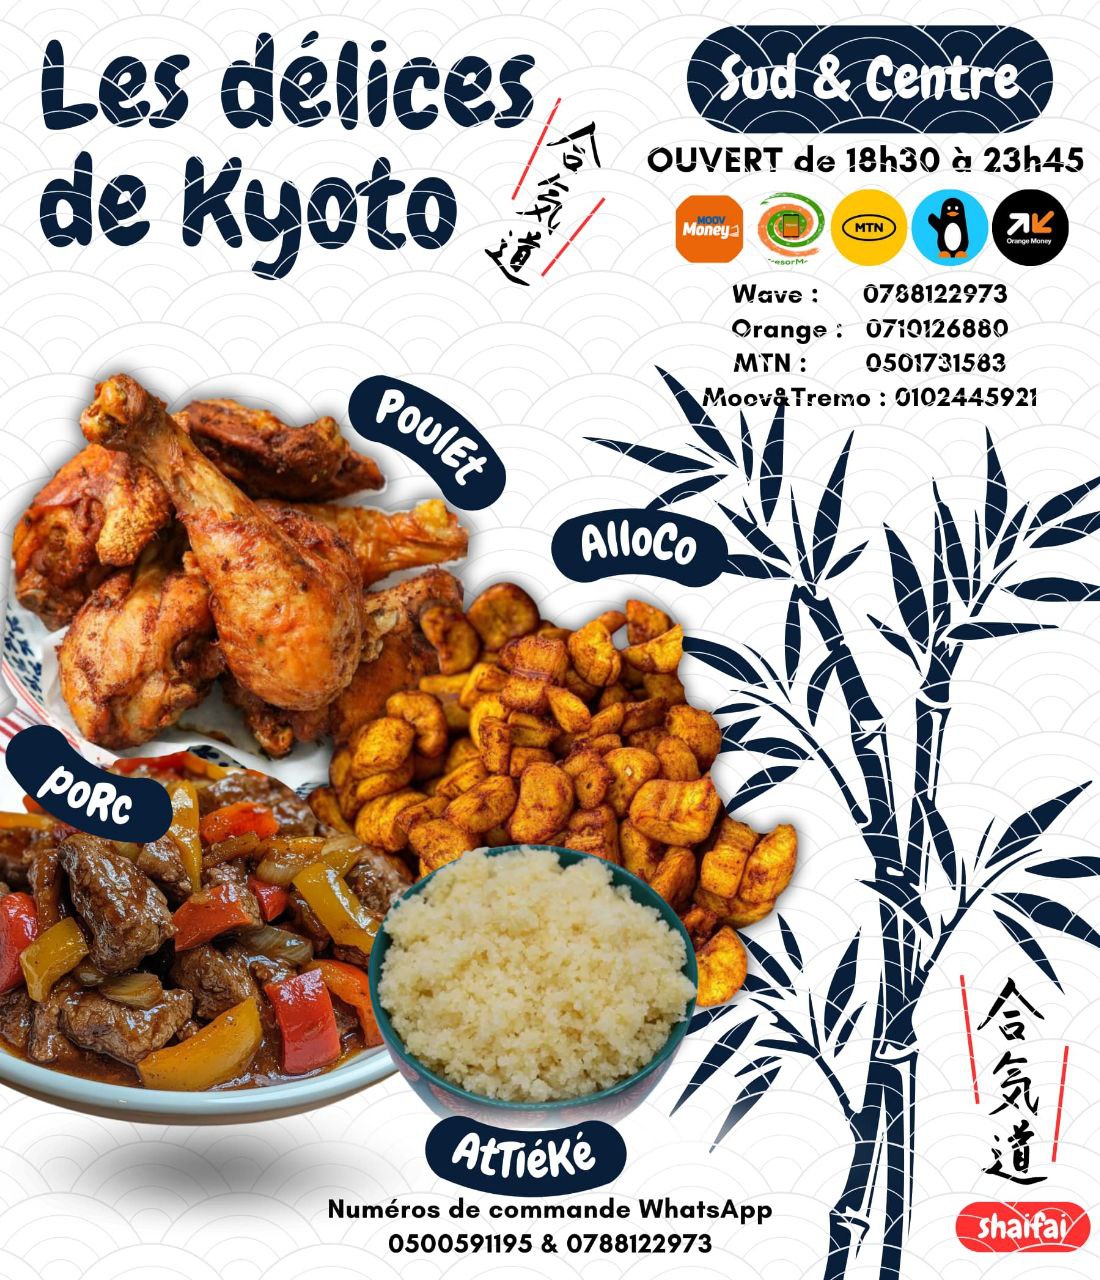 Les délices
de Kyoto
合
気
道
Sud & Centre
OUVERT de 18h30 à 23h45
MOOV
Money
TresorMo
MTN
Orange Money
Wave : 0788122973
Orange : 0710126880
MTN : 0501731583
Moov&Tremo : 0102445921
PoulEt
AlloCo
poRc
AtTiéKé
合
気
道
Numéros de commande WhatsApp
0500591195 & 0788122973
shaifai